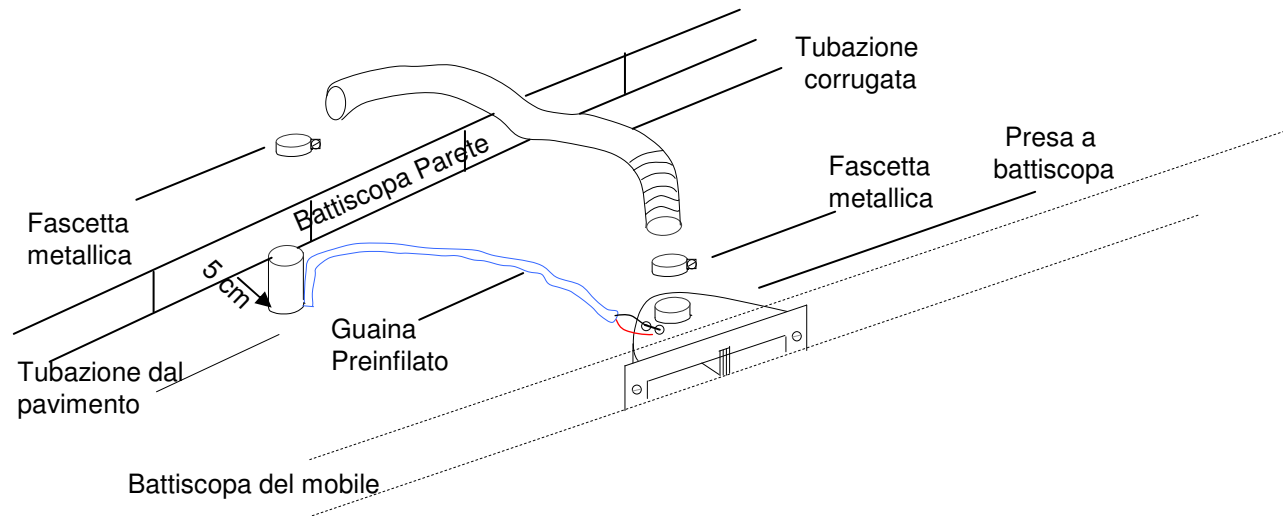 Tubazione
corrugata
Presa a
battiscopa
Fascetta
metallica
Battiscopa Parete
Fascetta
metallica
5 cm
Guaina
Preinfilato
Tubazione dal
pavimento
Battiscopa del mobile